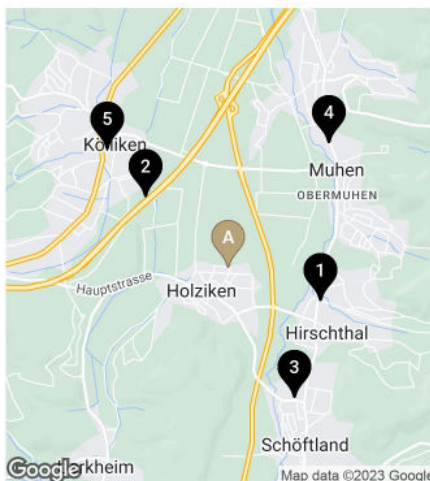 4
5
Kölliken
2
Muhen
OBERMUHEN
A
Hauptstrasse
Holziken
1
Hirschthal
3
Schöftland
Google
Map data ©2023 Google